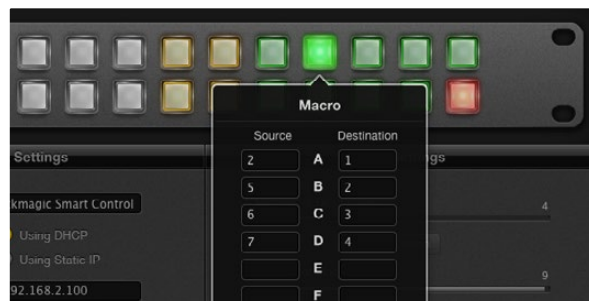 Macro
Source Destination
2 A 1
5 B 2
6 C 3
7 D 4
E
F
Settings
kmagic Smart Control
Using DHCP
Using Static IP
92.168.2.100
ngs
4
9